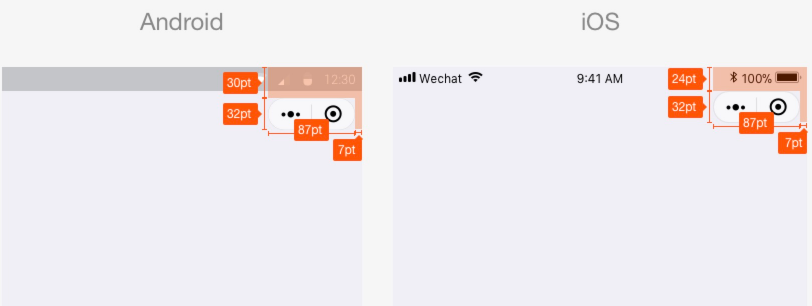 Android
iOS
30pt
12:30
32pt
87pt
7pt
Wechat
9:41 AM
24pt
100%
32pt
87pt
7pt